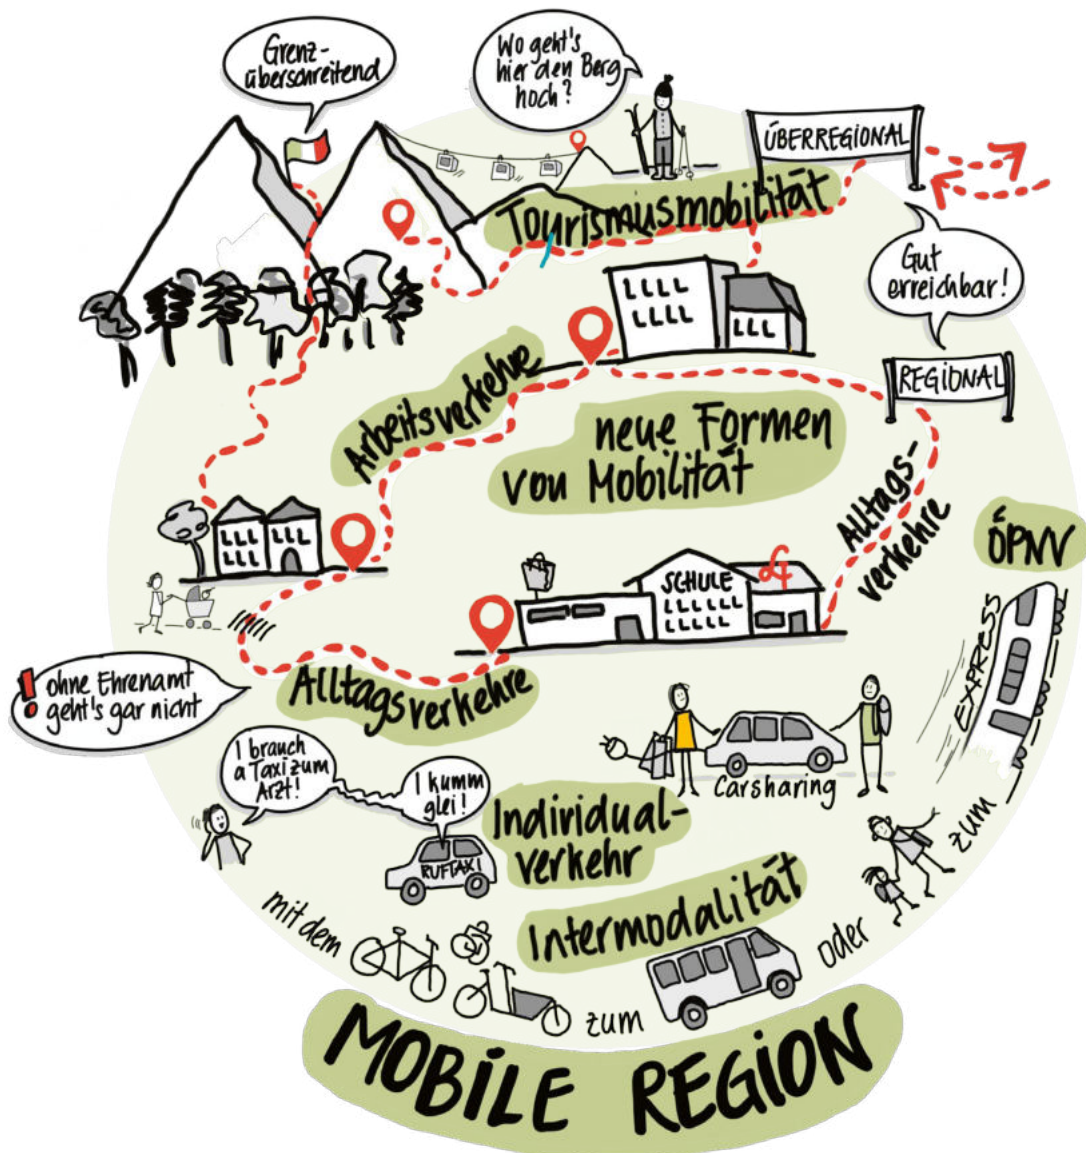 Grenz-
überschreitend
Wo geht's
hier den Berg
hoch?
ÜBERREGIONAL
Tourismusmobilität
Gut
erreichbar!
REGIONAL
Arbeitsverkehre
neue Formen
von Mobilität
Alltags-
verkehre
ÖPNV
SCHULE
EXPRESS
! ohne Ehrenamt
geht's gar nicht
Alltagsverkehre
I brauch
a Taxi zum
Arzt!
I kumm
glei!
RUFTAXI
Individual-
verkehr
Carsharing
Intermodalität
mit dem
zum
oder
zum
MOBILE REGION